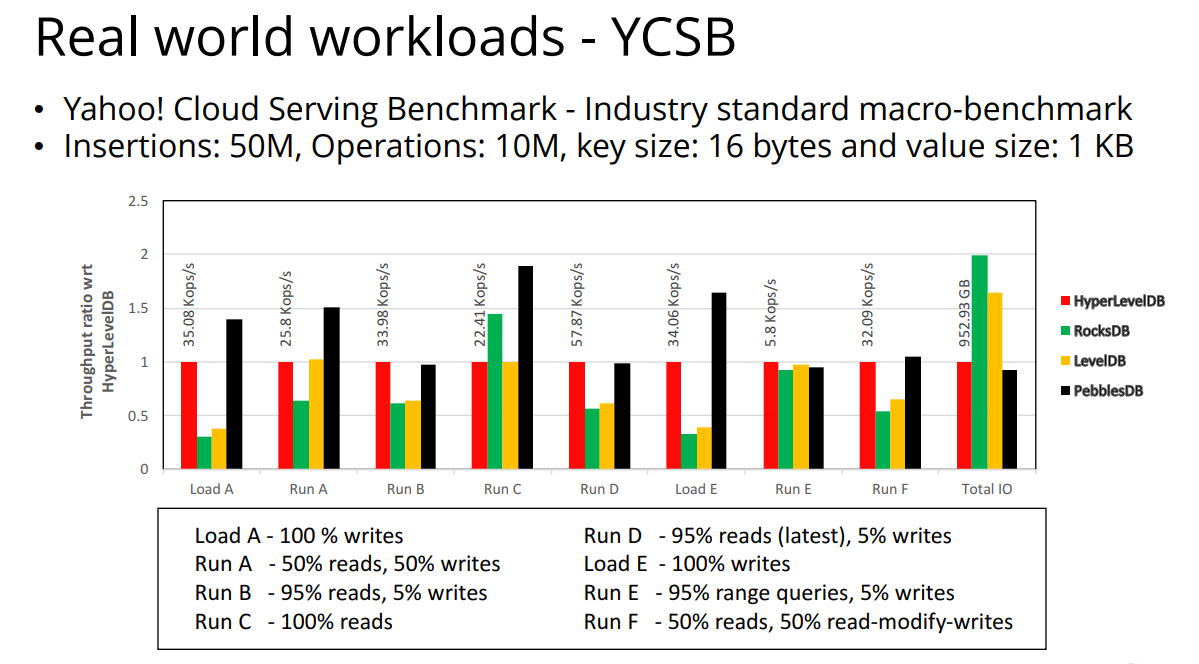 Real world workloads - YCSB
• Yahoo! Cloud Serving Benchmark - Industry standard macro-benchmark
• Insertions: 50M, Operations: 10M, key size: 16 bytes and value size: 1 KB
Throughput ratio wrt
HyperLevelDB
2.5
2
1.5
1
0.5
0
35.08 Kops/s
25.8 Kops/s
33.98 Kops/s
22.41 Kops/s
57.87 Kops/s
34.06 Kops/s
5.8 Kops/s
32.09 Kops/s
952.93 GB
Load A
Run A
Run B
Run C
Run D
Load E
Run E
Run F
Total IO
HyperLevelDB
RocksDB
LevelDB
PebblesDB
Load A - 100 % writes
Run A - 50% reads, 50% writes
Run B - 95% reads, 5% writes
Run C - 100% reads
Run D - 95% reads (latest), 5% writes
Load E - 100% writes
Run E - 95% range queries, 5% writes
Run F - 50% reads, 50% read-modify-writes